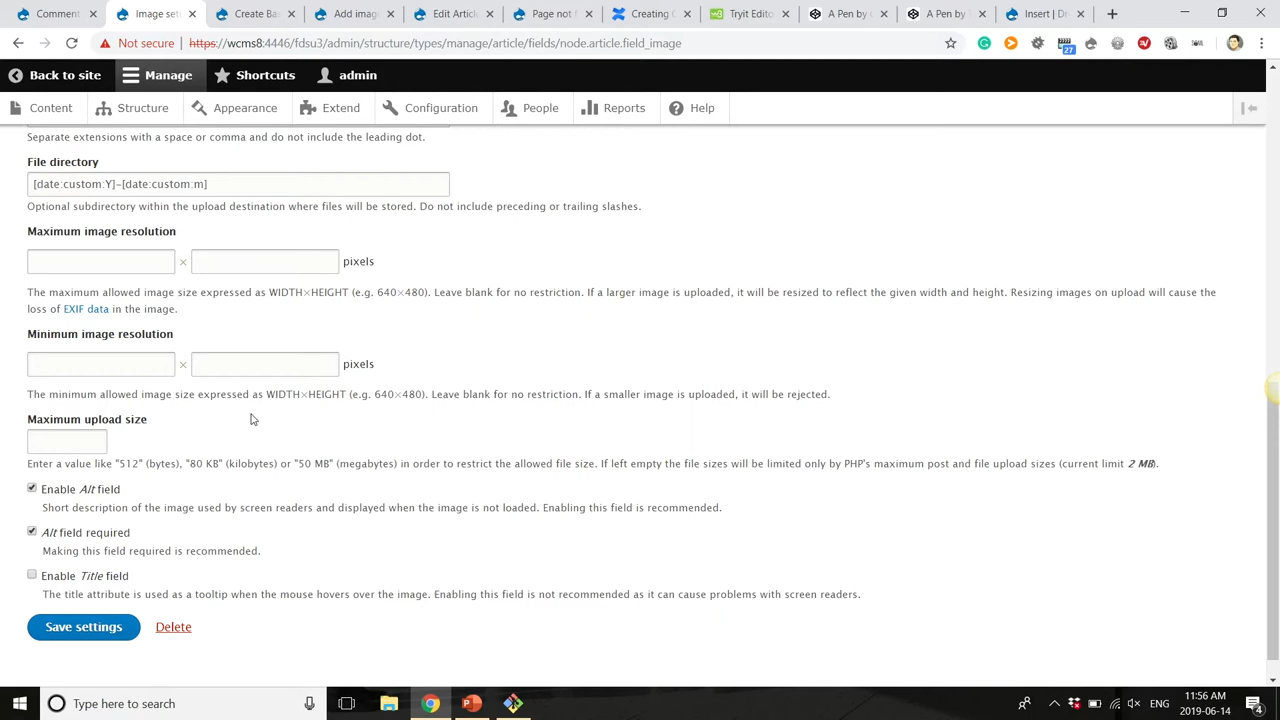 Comment
Image set
Create Ba
Add imag
Edit Artic
Page not f
Creating
Tryit Edito
A Pen by
A Pen by
Insert | D
Not secure
https://wcms8446/fdsu3/admin/structure/types/manage/article/fields/node.article.field_image
27
Back to site
Manage
Shortcuts
admin
Content
Structure
Appearance
Extend
Configuration
People
Reports
Help
Separate extensions with a space or comma and do not include the leading dot.
File directory
[date:custom:Y]-[date:custom:m]
Optional subdirectory within the upload destination where files will be stored. Do not include preceding or trailing slashes.
Maximum image resolution
× pixels
The maximum allowed image size expressed as WIDTH×HEIGHT (e.g. 640×480). Leave blank for no restriction. If a larger image is uploaded, it will be resized to reflect the given width and height. Resizing images on upload will cause the
loss of EXIF data in the image.
Minimum image resolution
× pixels
The minimum allowed image size expressed as WIDTH×HEIGHT (e.g. 640×480). Leave blank for no restriction. If a smaller image is uploaded, it will be rejected.
Maximum upload size
Enter a value like "512" (bytes), "80 KB" (kilobytes) or "50 MB" (megabytes) in order to restrict the allowed file size. If left empty the file sizes will be limited only by PHP's maximum post and file upload sizes (current limit 2 MB).
Enable Alt field
Short description of the image used by screen readers and displayed when the image is not loaded. Enabling this field is recommended.
Alt field required
Making this field required is recommended.
Enable Title field
The title attribute is used as a tooltip when the mouse hovers over the image. Enabling this field is not recommended as it can cause problems with screen readers.
Save settings
Delete
Type here to search
ENG
11:56 AM
2019-06-14
4